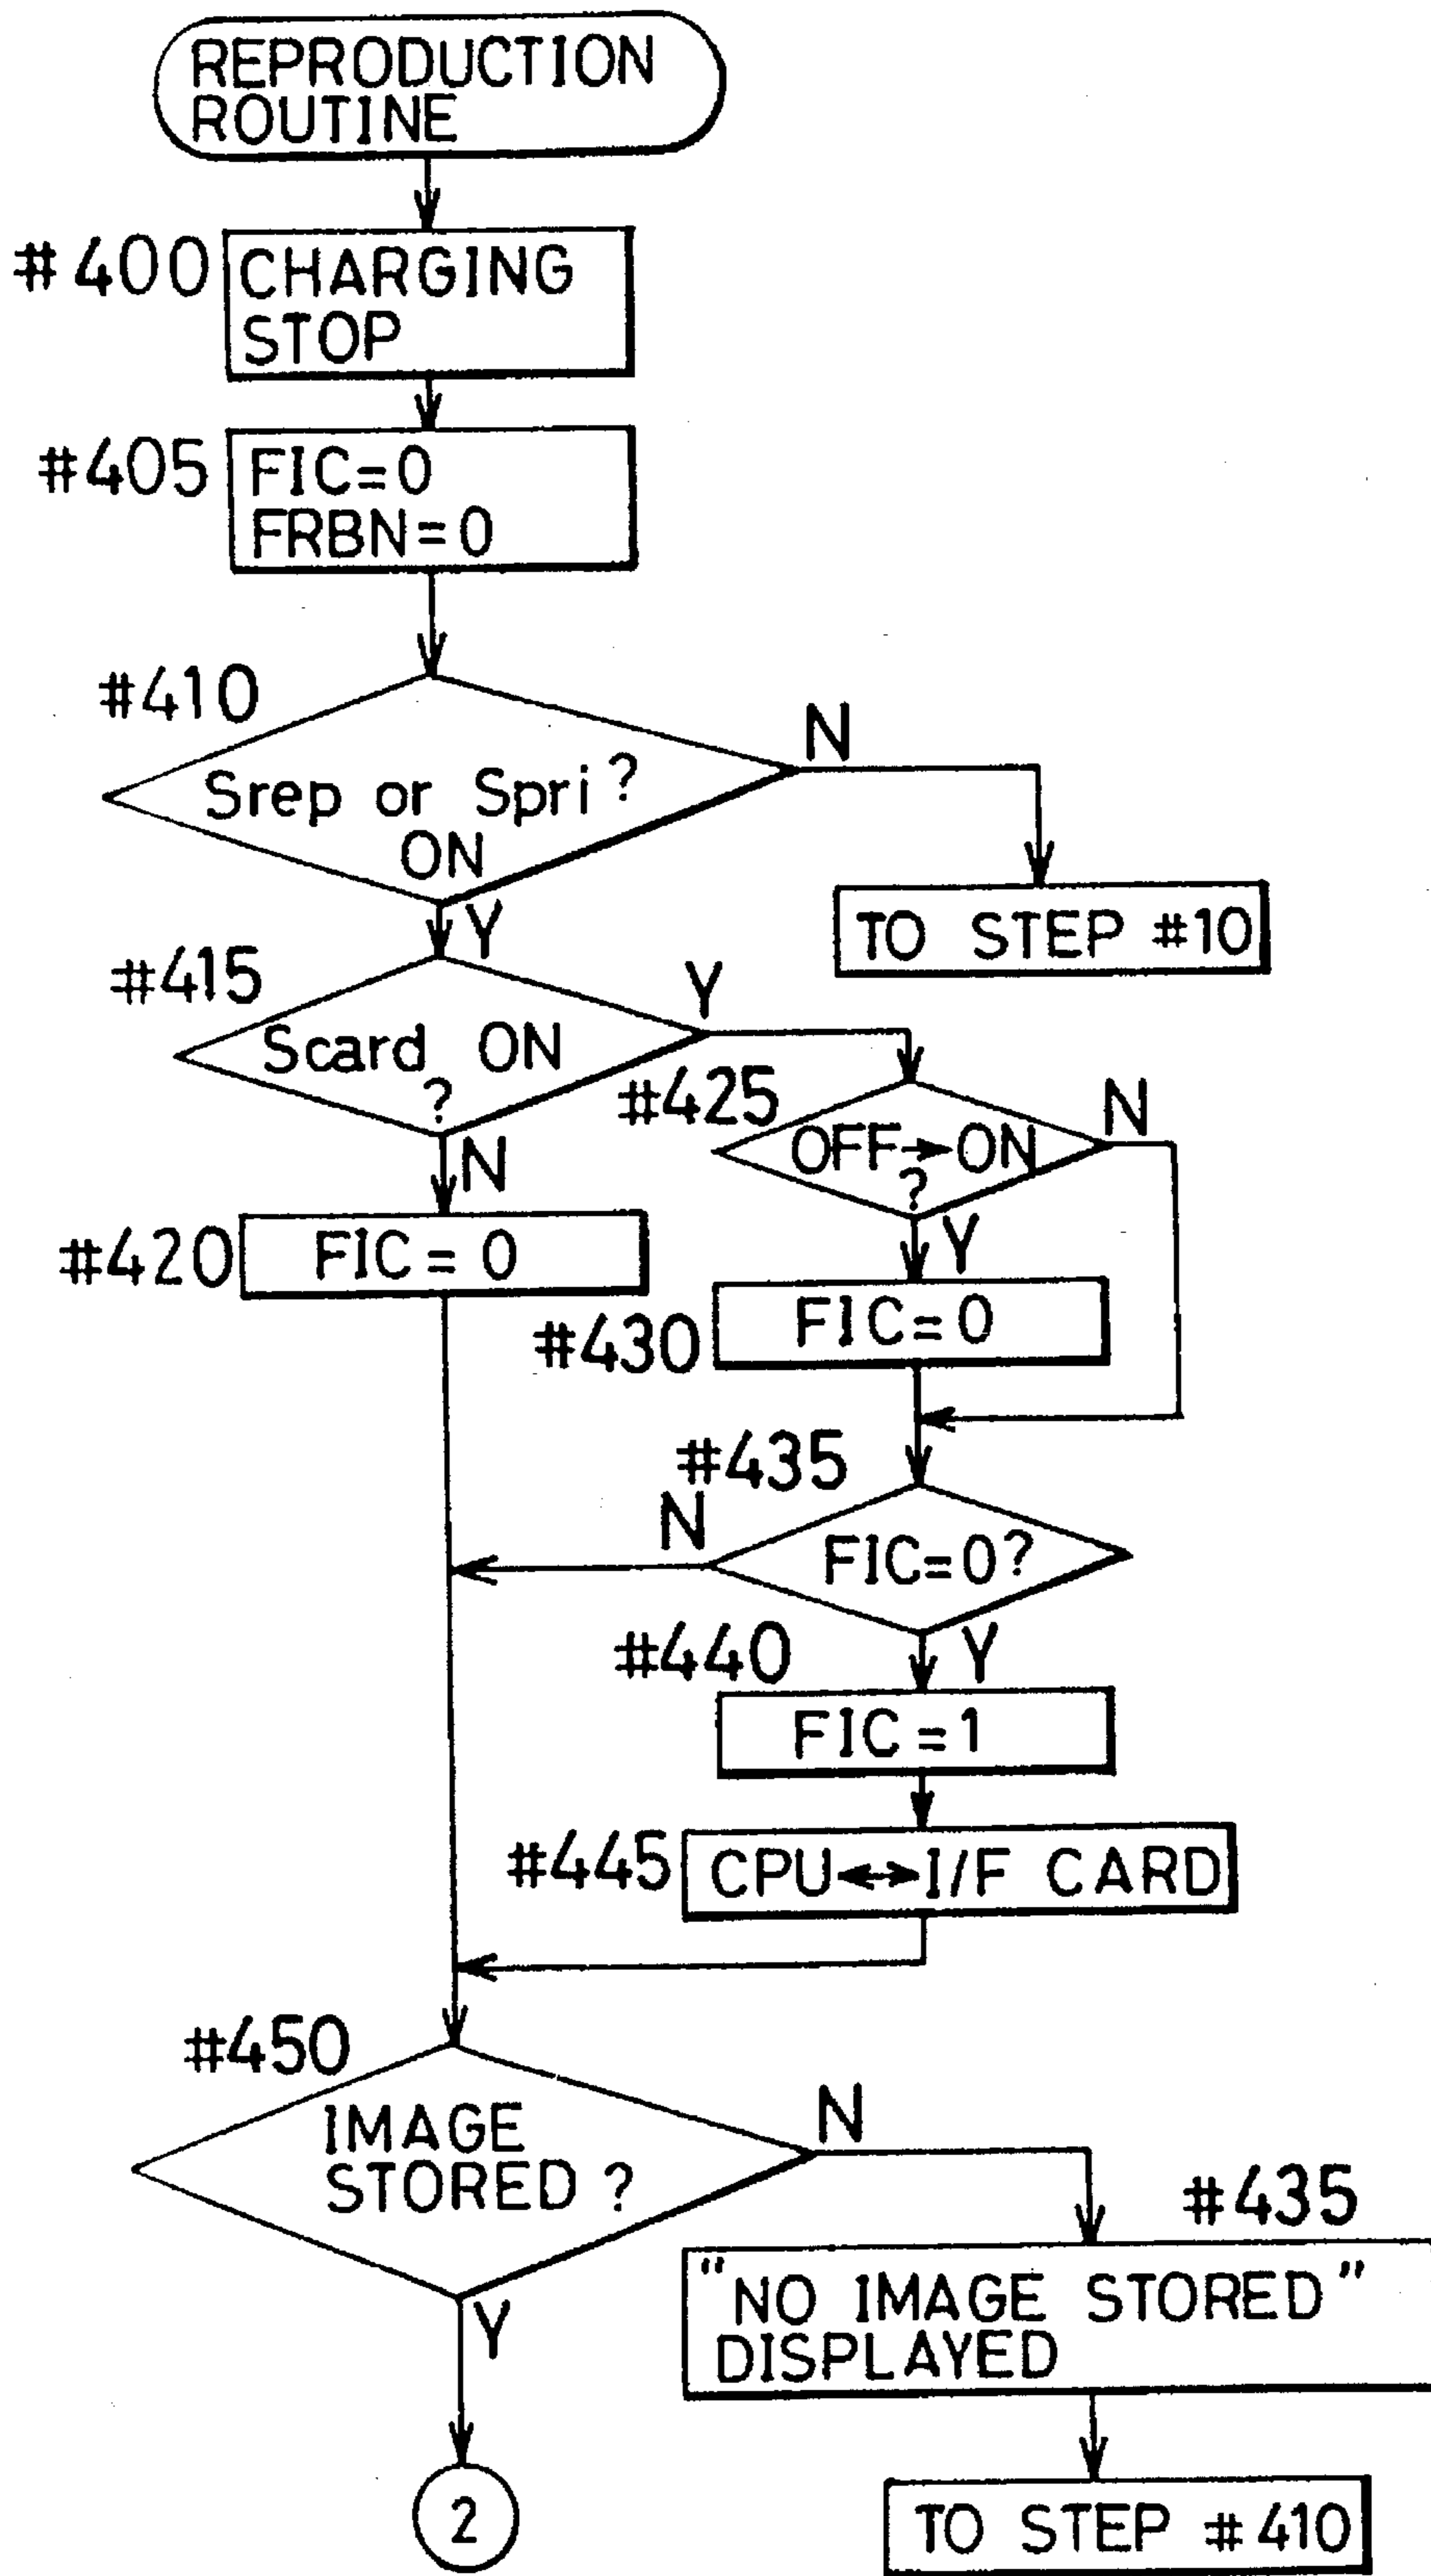 REPRODUCTION
ROUTINE
#400
CHARGING
STOP
#405
FIC=0
FRBN=0
#410
Srep or Spri?
ON
N
TO STEP #10
Y
#415
Scard ON
?
Y
#425
OFF→ON
?
N
N
#420
FIC=0
Y
#430
FIC=0
#435
FIC=0?
N
#440
Y
FIC=1
#445
CPU↔I/F CARD
#450
IMAGE
STORED?
N
#435
"NO IMAGE STORED"
DISPLAYED
Y
2
TO STEP #410